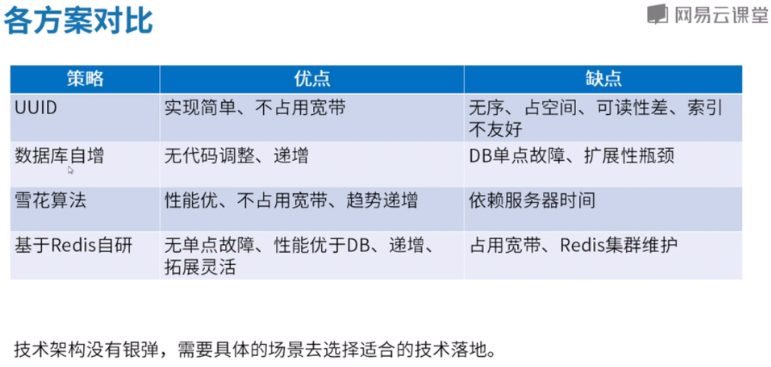 各方案对比
网易云课堂
策略 优点 缺点
UUID 实现简单、不占用宽带 无序、占空间、可读性差、索引
不友好
数据库自增 无代码调整、递增 DB单点故障、扩展性瓶颈
雪花算法 性能优、不占用宽带、趋势递增 依赖服务器时间
基于Redis自研 无单点故障、性能优于DB、递增、 占用宽带、Redis集群维护
拓展灵活
技术架构没有银弹，需要具体的场景去选择适合的技术落地。